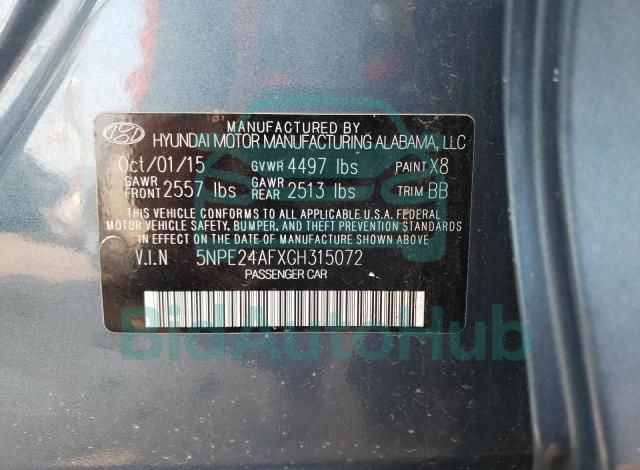 MANUFACTURED BY
HYUNDAI MOTOR MANUFACTURING ALABAMA, LLC
Oct/01/15 GVWR 4497 lbs PAINT X8
GAWR FRONT 2557 lbs GAWR REAR 2513 lbs TRIM BB
THIS VEHICLE CONFORMS TO ALL APPLICABLE U.S.A. FEDERAL
MOTOR VEHICLE SAFETY, BUMPER, AND THEFT PREVENTION STANDARDS
IN EFFECT ON THE DATE OF MANUFACTURE SHOWN ABOVE.
V.I.N 5NPE24AFXGH315072
PASSENGER CAR
BidAutoHub